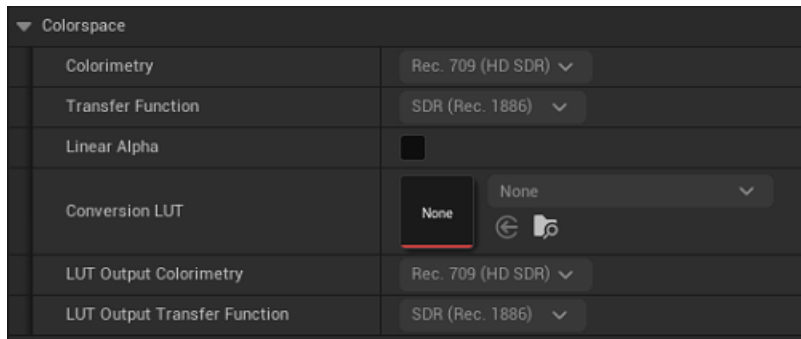 Colorspace
Colorimetry Rec. 709 (HD SDR)
Transfer Function SDR (Rec. 1886)
Linear Alpha
Conversion LUT None None
LUT Output Colorimetry Rec. 709 (HD SDR)
LUT Output Transfer Function SDR (Rec. 1886)